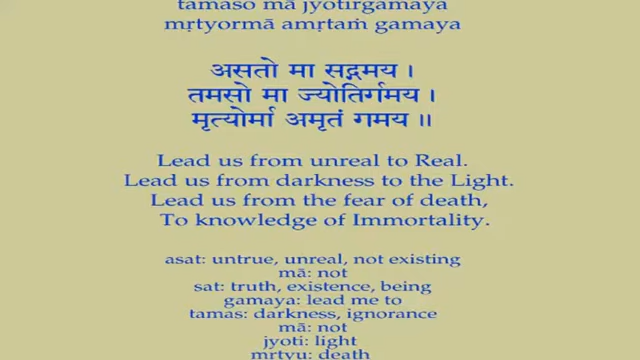 tamaso mā jyotirgamaya
mṛtyormā amṛtaṁ gamaya
असतो मा सद्गमय ।
तमसो मा ज्योतिर्गमय ।
मृत्योर्मा अमृतं गमय ॥
Lead us from unreal to Real.
Lead us from darkness to the Light.
Lead us from the fear of death,
To knowledge of Immortality.
asat: untrue, unreal, not existing
mā: not
sat: truth, existence, being
gamaya: lead me to
tamas: darkness, ignorance
mā: not
jyoti: light
mṛtyu: death